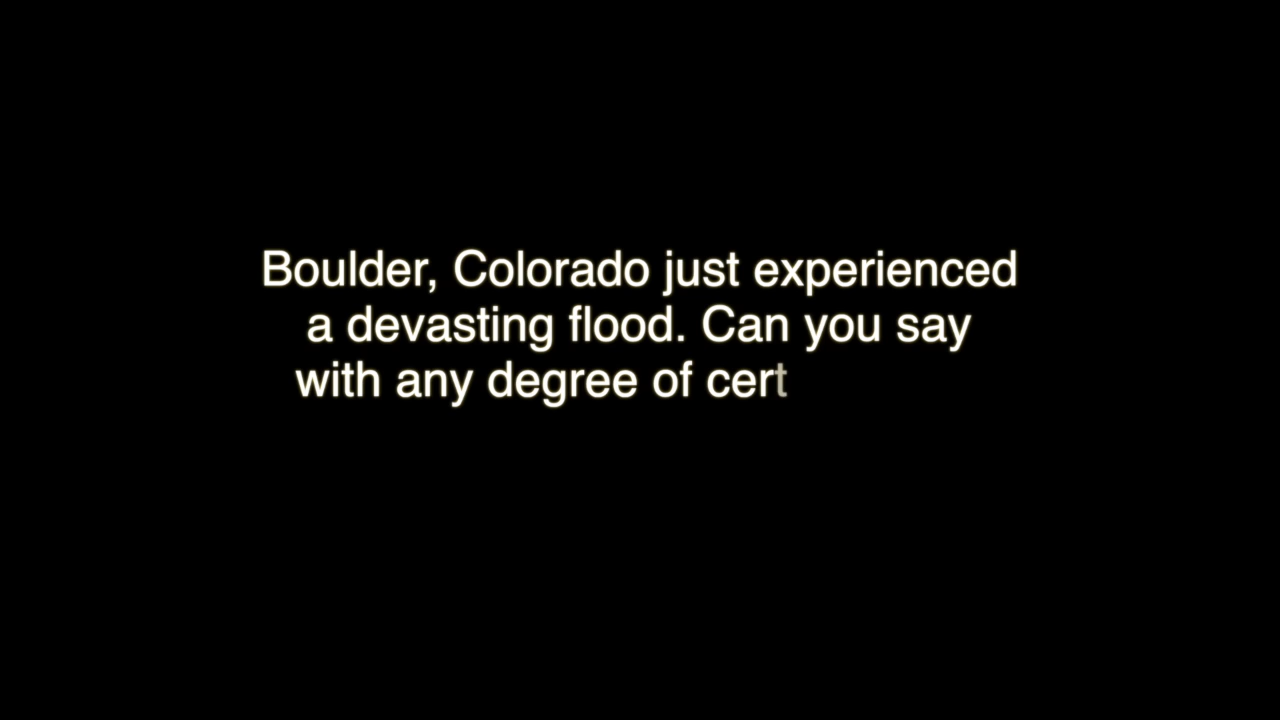 Boulder, Colorado just experienced
a devasting flood. Can you say
with any degree of cert